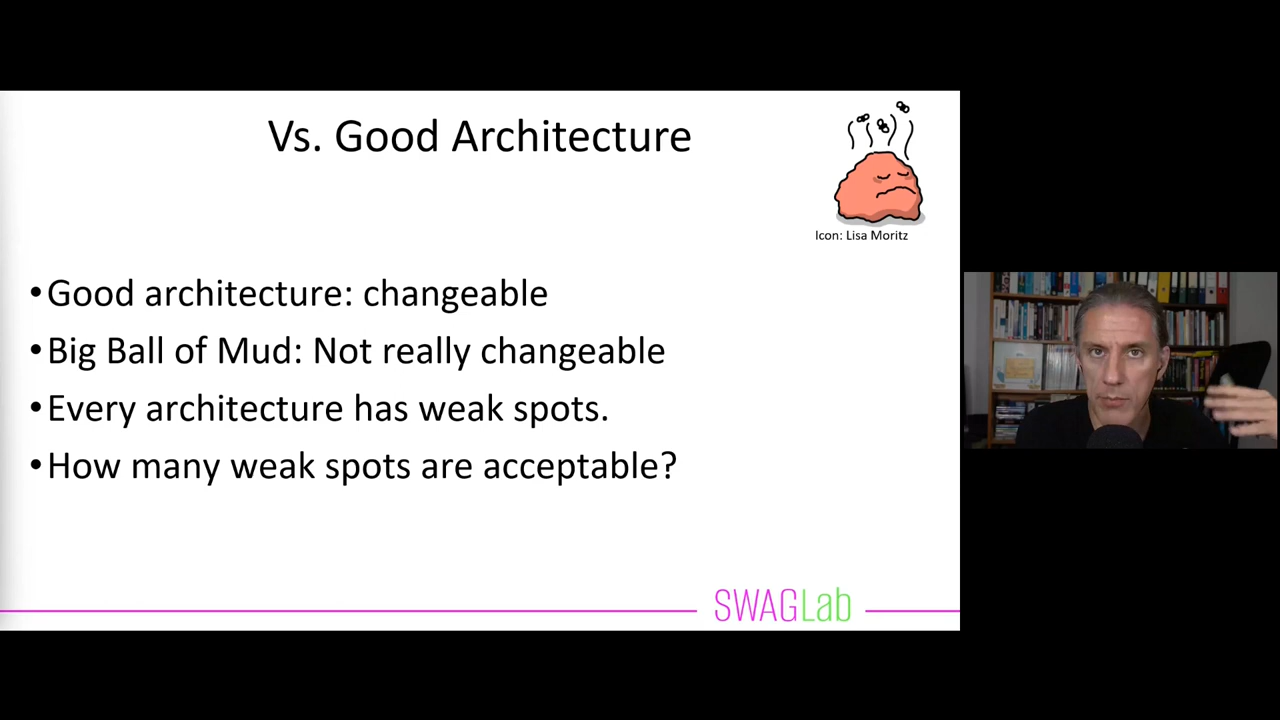 Vs. Good Architecture
Icon: Lisa Moritz
•Good architecture: changeable
•Big Ball of Mud: Not really changeable
•Every architecture has weak spots.
•How many weak spots are acceptable?
SWAGLab